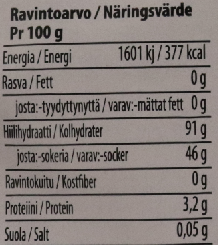 Ravintoarvo / Näringsvärde
Pr 100 g
Energia / Energi 1601 kj / 377 kcal
Rasva / Fett 0 g
josta:-tyydyttynyttä / varav:-mättat fett 0 g
Hiilihydraatti / Kolhydrater 91 g
josta:-sokeria / varav:-socker 46 g
Ravintokuitu / Kostfiber 0 g
Proteiini / Protein 3,2 g
Suola / Salt 0,05 g